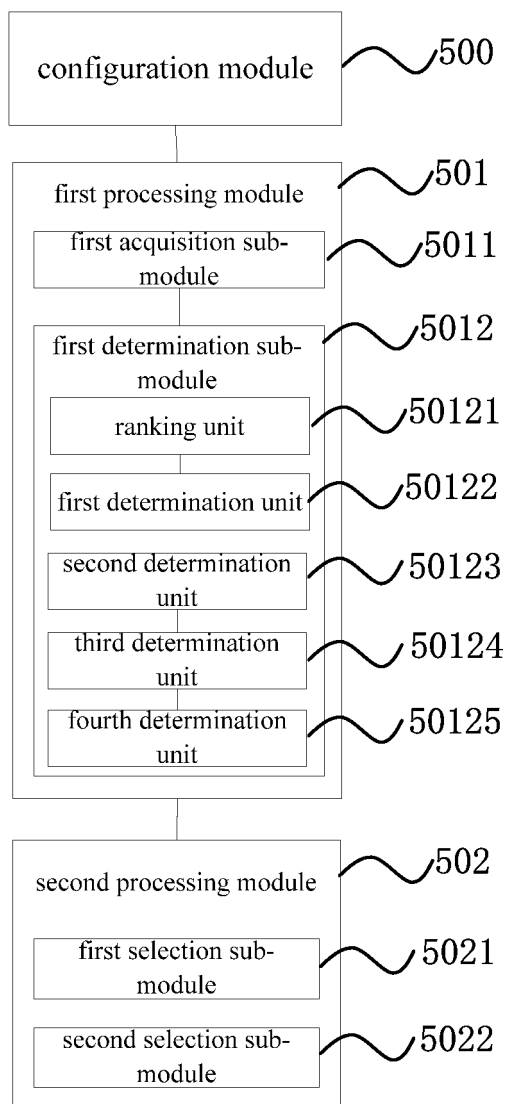 configuration module
500
first processing module
501
first acquisition sub-
module
5011
first determination sub-
module
5012
ranking unit
50121
first determination unit
50122
second determination
unit
50123
third determination
unit
50124
fourth determination
unit
50125
second processing module
502
first selection sub-
module
5021
second selection sub-
module
5022